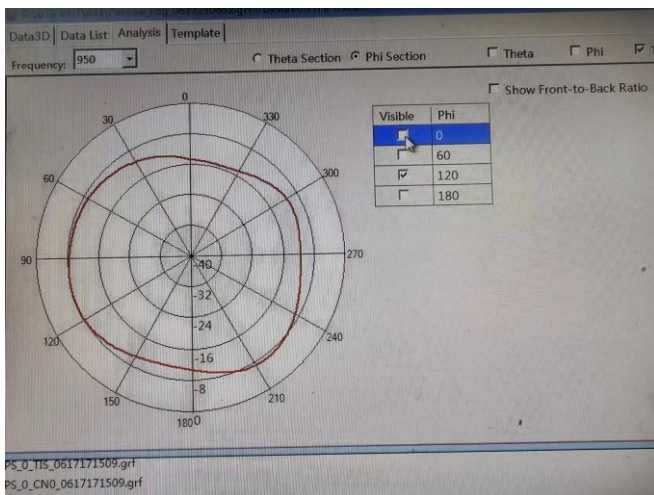 Data3D Data List Analysis Template
Frequency: 950 Theta Section Phi Section Theta Phi
Show Front-to-Back Ratio
Visible Phi
0
60
120
180
0
30 330
60 300
90 270
120 240
150 210
180
-40
-32
-24
-16
-8
0
PS_0_TIS_0617171509.grf
PS_0_CN0_0617171509.grf